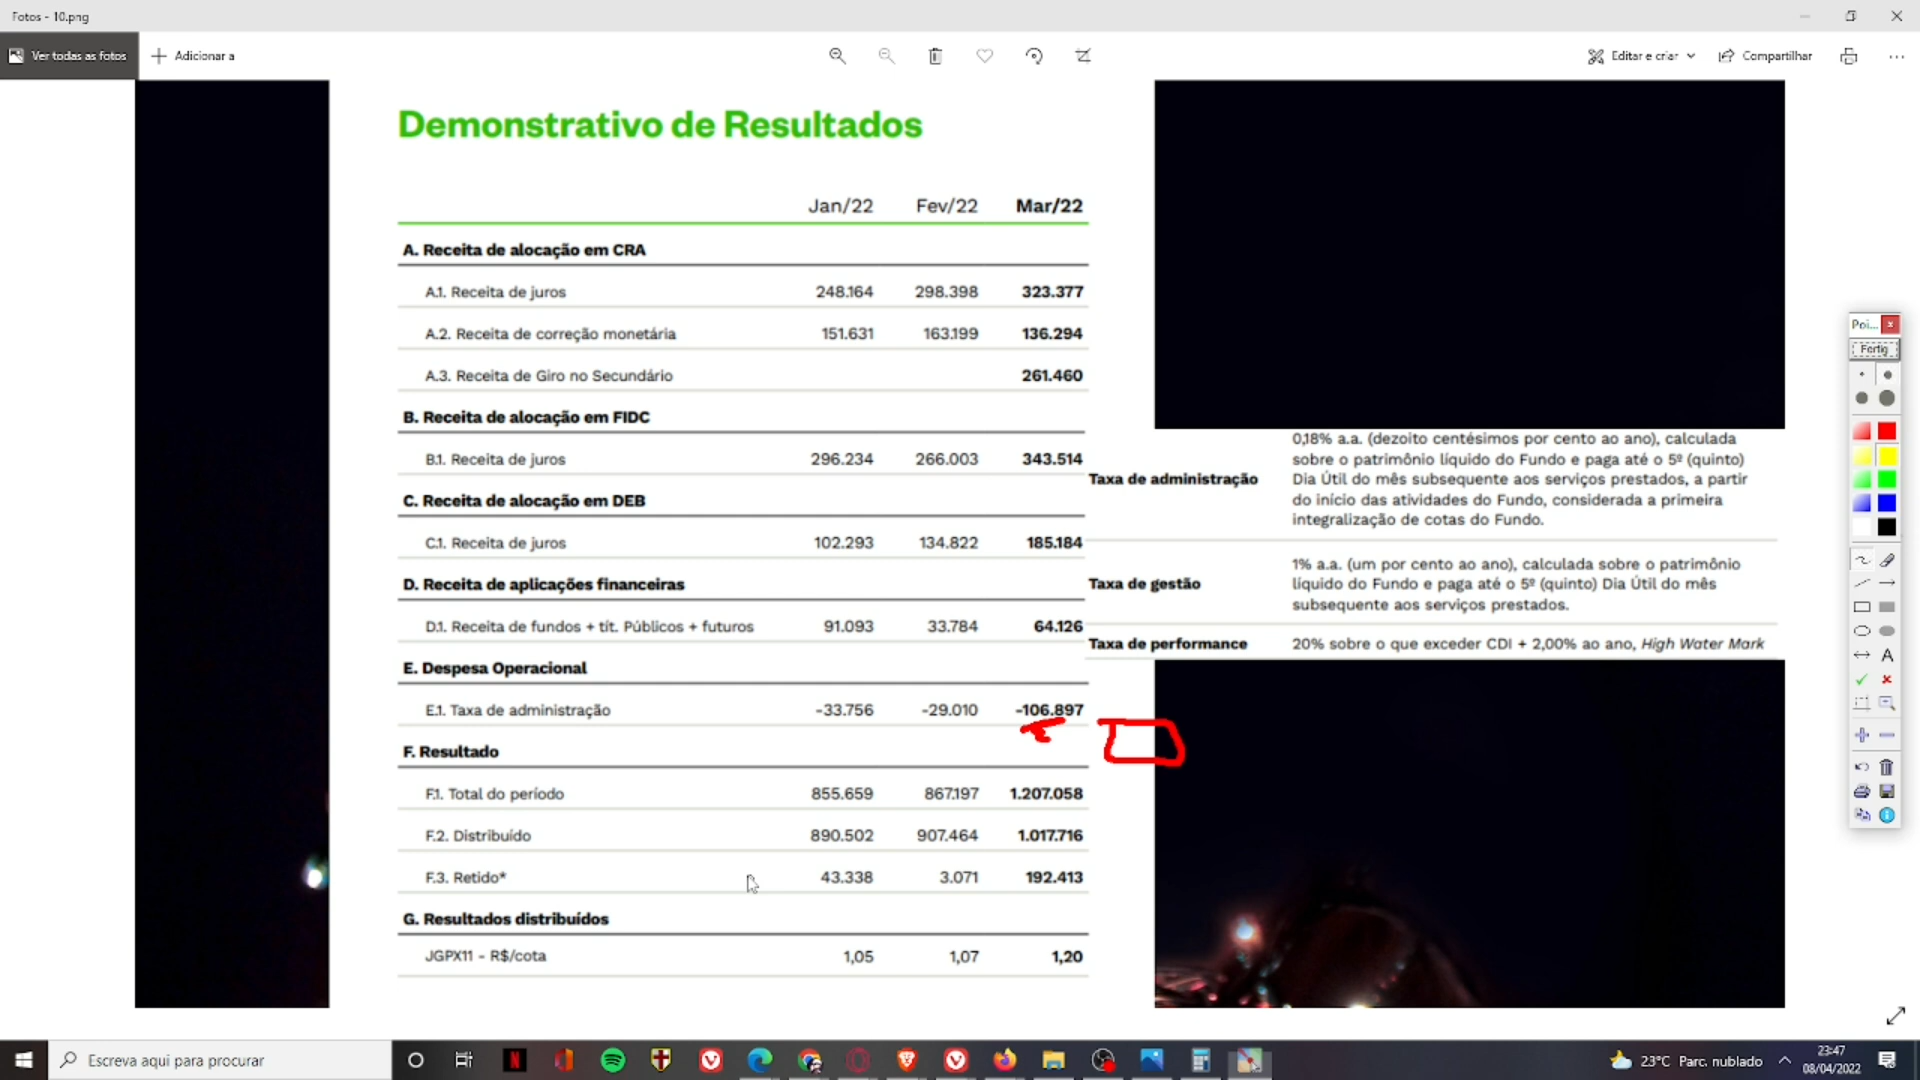 Fotos - 10.png
Ver todas as fotos
Adicionar a
Editar e criar
Compartilhar
Demonstrativo de Resultados
Jan/22 Fev/22 Mar/22
A. Receita de alocação em CRA
A.1. Receita de juros 248.164 298.398 323.377
A.2. Receita de correção monetária 151.631 163.199 136.294
A.3. Receita de Giro no Secundário 261.460
B. Receita de alocação em FIDC
B.1. Receita de juros 296.234 266.003 343.514
C. Receita de alocação em DEB
C.1. Receita de juros 102.293 134.822 185.184
D. Receita de aplicações financeiras
D.1. Receita de fundos + tít. Públicos + futuros 91.093 33.784 64.126
E. Despesa Operacional
E.1. Taxa de administração -33.756 -29.010 -106.897
F. Resultado
F.1. Total do período 855.659 867.197 1.207.058
F.2. Distribuído 890.502 907.464 1.017.716
F.3. Retido* 43.338 3.071 192.413
G. Resultados distribuídos
JGPX11 - R$/cota 1,05 1,07 1,20
Taxa de administração
0,18% a.a. (dezoito centésimos por cento ao ano), calculada
sobre o patrimônio líquido do Fundo e paga até o 5º (quinto)
Dia Útil do mês subsequente aos serviços prestados, a partir
do início das atividades do Fundo, considerada a primeira
integralização de cotas do Fundo.
Taxa de gestão
1% a.a. (um por cento ao ano), calculada sobre o patrimônio
líquido do Fundo e paga até o 5º (quinto) Dia Útil do mês
subsequente aos serviços prestados.
Taxa de performance
20% sobre o que exceder CDI + 2,00% ao ano, High Water Mark
Poi...
Fertig
A
Escreva aqui para procurar
23°C Parc. nublado
23:47
08/04/2022